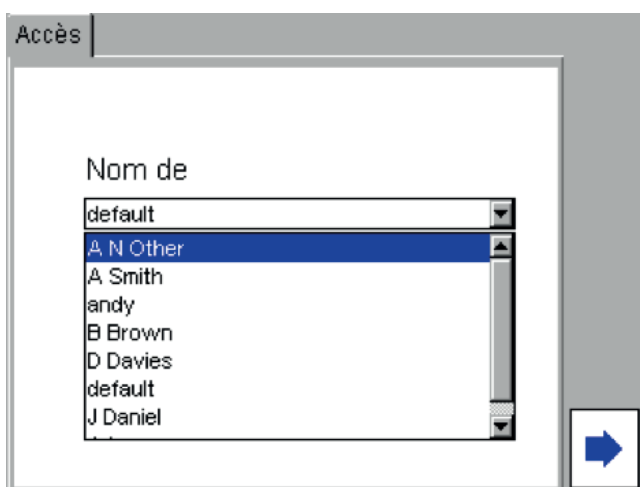 Accès
Nom de
default
A N Other
A Smith
andy
B Brown
D Davies
default
J Daniel